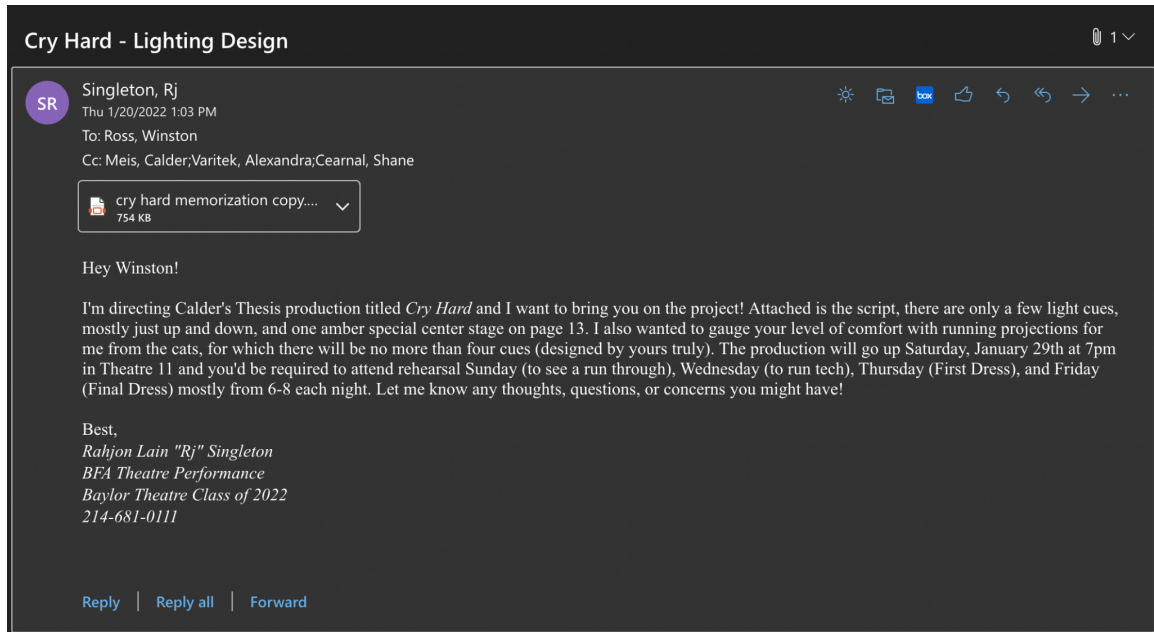 Cry Hard - Lighting Design
1
SR
Singleton, Rj
Thu 1/20/2022 1:03 PM
box
To: Ross, Winston
Cc: Meis, Calder;Varitek, Alexandra;Cearnal, Shane
cry hard memorization copy....
754 KB
Hey Winston!
I'm directing Calder's Thesis production titled Cry Hard and I want to bring you on the project! Attached is the script, there are only a few light cues,
mostly just up and down, and one amber special center stage on page 13. I also wanted to gauge your level of comfort with running projections for
me from the cats, for which there will be no more than four cues (designed by yours truly). The production will go up Saturday, January 29th at 7pm
in Theatre 11 and you'd be required to attend rehearsal Sunday (to see a run through), Wednesday (to run tech), Thursday (First Dress), and Friday
(Final Dress) mostly from 6-8 each night. Let me know any thoughts, questions, or concerns you might have!
Best,
Rahjon Lain "Rj" Singleton
BFA Theatre Performance
Baylor Theatre Class of 2022
214-681-0111
Reply | Reply all | Forward